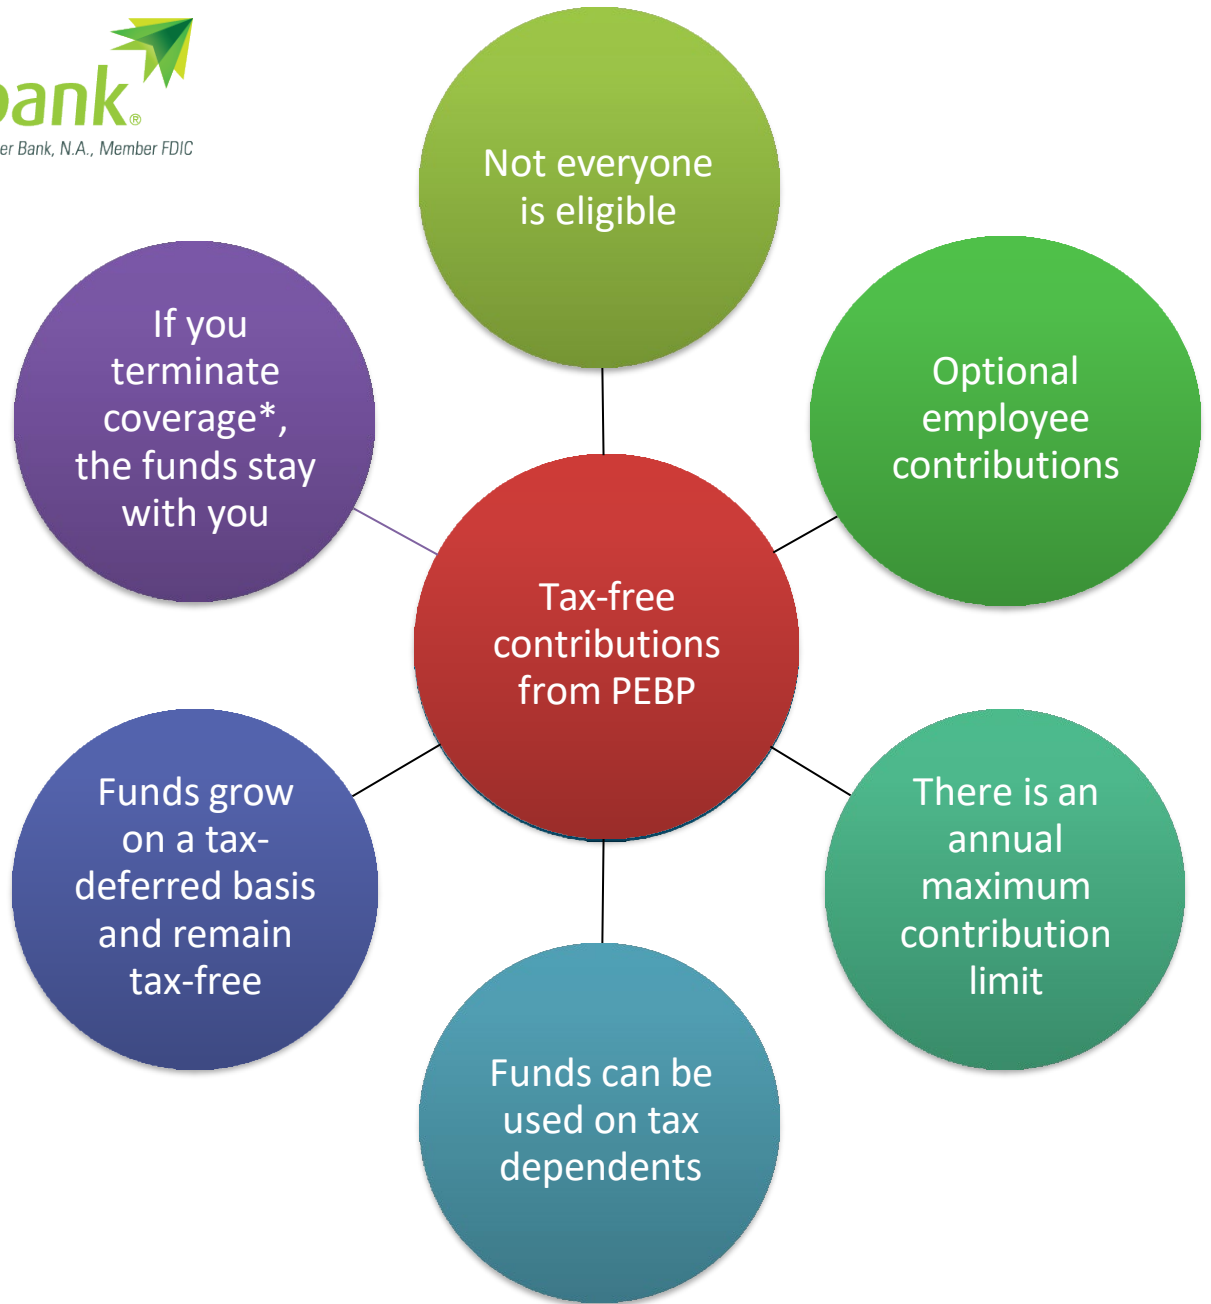 bank®
er Bank, N.A., Member FDIC
Not everyone
is eligible
If you
terminate
coverage*,
the funds stay
with you
Optional
employee
contributions
Tax-free
contributions
from PEBP
Funds grow
on a tax-
deferred basis
and remain
tax-free
There is an
annual
maximum
contribution
limit
Funds can be
used on tax
dependents